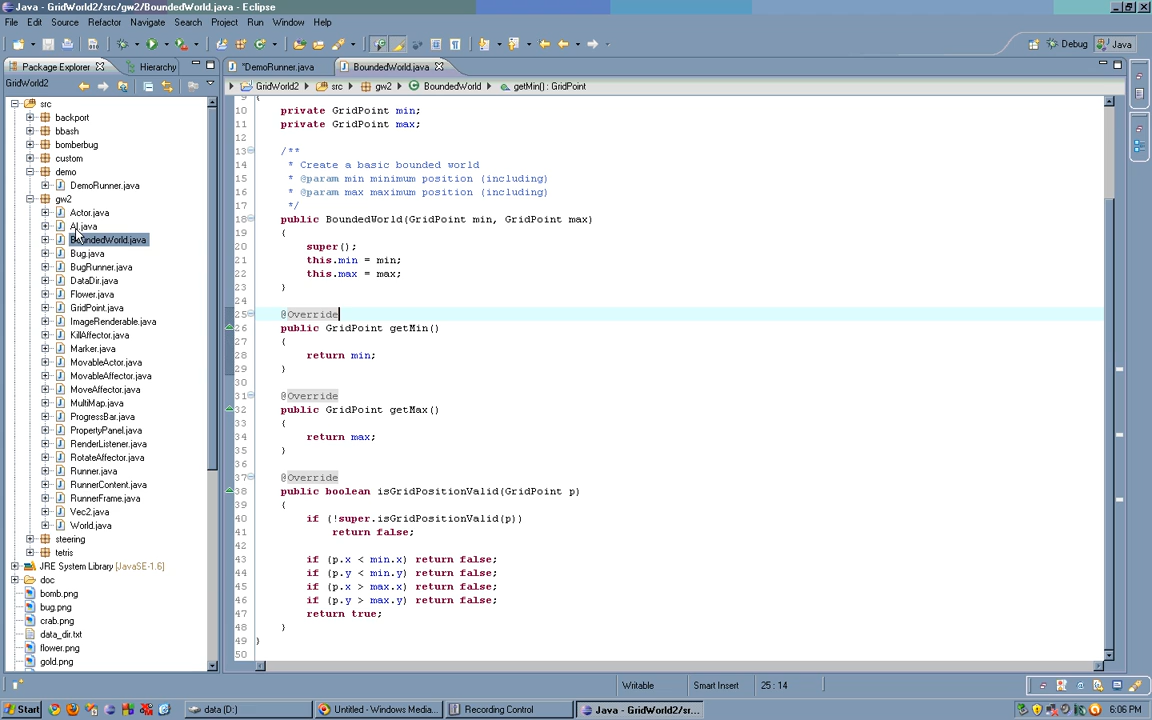 Java - GridWorld2/src/gw2/BoundedWorld.java - Eclipse
File Edit Source Refactor Navigate Search Project Run Window Help
Debug Java
Package Explorer Hierarchy
*DemoRunner.java BoundedWorld.java
GridWorld2
GridWorld2 src gw2 BoundedWorld getMin() : GridPoint
src
backport
bbash
bomberbug
custom
demo
DemoRunner.java
gw2
Actor.java
AI.java
BoundedWorld.java
Bug.java
BugRunner.java
DataDir.java
Flower.java
GridPoint.java
ImageRenderable.java
KillAffector.java
Marker.java
MovableActor.java
MovableAffector.java
MoveAffector.java
MultiMap.java
ProgressBar.java
PropertyPanel.java
RenderListener.java
RotateAffector.java
Runner.java
RunnerContent.java
RunnerFrame.java
Vec2.java
World.java
steering
tetris
JRE System Library [JavaSE-1.6]
doc
bomb.png
bug.png
crab.png
data_dir.txt
flower.png
gold.png
9 {
10 private GridPoint min;
11 private GridPoint max;
12
13 /**
14 * Create a basic bounded world
15 * @param min minimum position (including)
16 * @param max maximum position (including)
17 */
18 public BoundedWorld(GridPoint min, GridPoint max)
19 {
20 super();
21 this.min = min;
22 this.max = max;
23 }
24
25 @Override
26 public GridPoint getMin()
27 {
28 return min;
29 }
30
31 @Override
32 public GridPoint getMax()
33 {
34 return max;
35 }
36
37 @Override
38 public boolean isGridPositionValid(GridPoint p)
39 {
40 if (!super.isGridPositionValid(p))
41 return false;
42
43 if (p.x < min.x) return false;
44 if (p.y < min.y) return false;
45 if (p.x > max.x) return false;
46 if (p.y > max.y) return false;
47 return true;
48 }
49 }
50
Writable Smart Insert 25 : 14
Start data (D:) Untitled - Windows Media... Recording Control Java - GridWorld2/sr... 6:06 PM